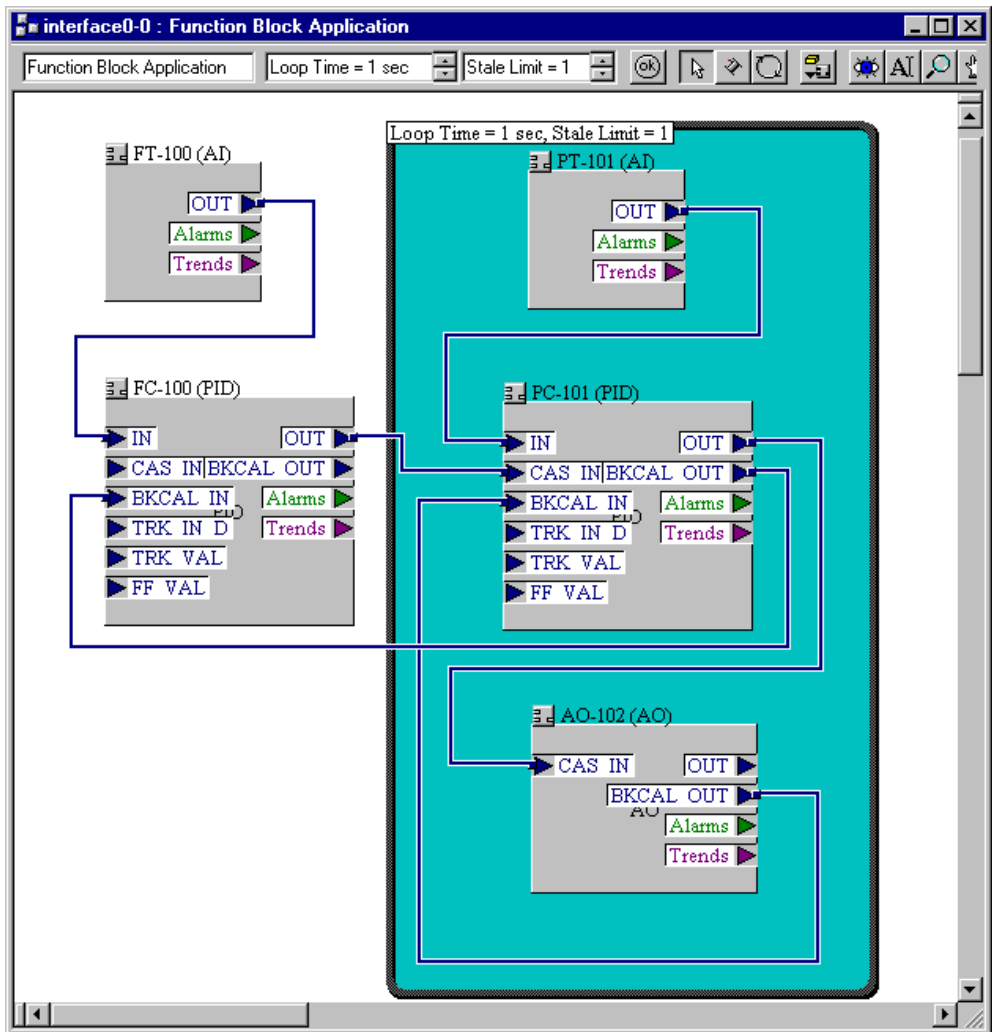 interface0-0 : Function Block Application
Function Block Application Loop Time = 1 sec Stale Limit = 1 OK A
Loop Time = 1 sec, Stale Limit = 1
FT-100 (AI)
OUT
Alarms
Trends
PT-101 (AI)
OUT
Alarms
Trends
FC-100 (PID)
IN OUT
CAS IN BKCAL OUT
BKCAL IN Alarms
PID
TRK IN D Trends
TRK VAL
FF VAL
PC-101 (PID)
IN OUT
CAS IN BKCAL OUT
BKCAL IN Alarms
PID
TRK IN D Trends
TRK VAL
FF VAL
AO-102 (AO)
CAS IN OUT
BKCAL OUT
AO
Alarms
Trends